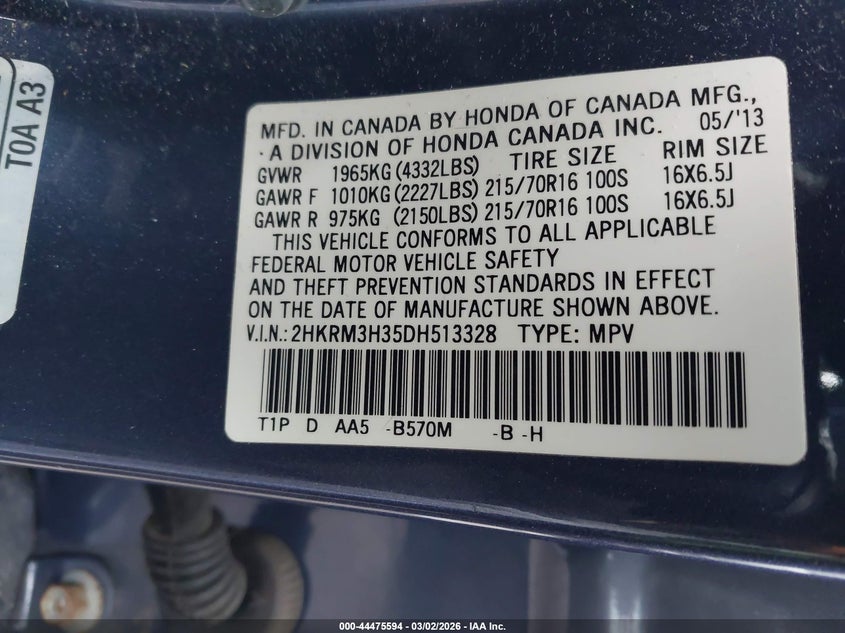 T0A A3
MFD. IN CANADA BY HONDA OF CANADA MFG.,
·A DIVISION OF HONDA CANADA INC. 05/'13
GVWR 1965KG (4332LBS) TIRE SIZE RIM SIZE
GAWR F 1010KG (2227LBS) 215/70R16 100S 16X6.5J
GAWR R 975KG (2150LBS) 215/70R16 100S 16X6.5J
THIS VEHICLE CONFORMS TO ALL APPLICABLE
FEDERAL MOTOR VEHICLE SAFETY
AND THEFT PREVENTION STANDARDS IN EFFECT
ON THE DATE OF MANUFACTURE SHOWN ABOVE.
V.I.N.: 2HKRM3H35DH513328 TYPE: MPV
T1P D AA5 -B570M -B -H
000-44475594 — 03/02/2026 — IAA Inc.